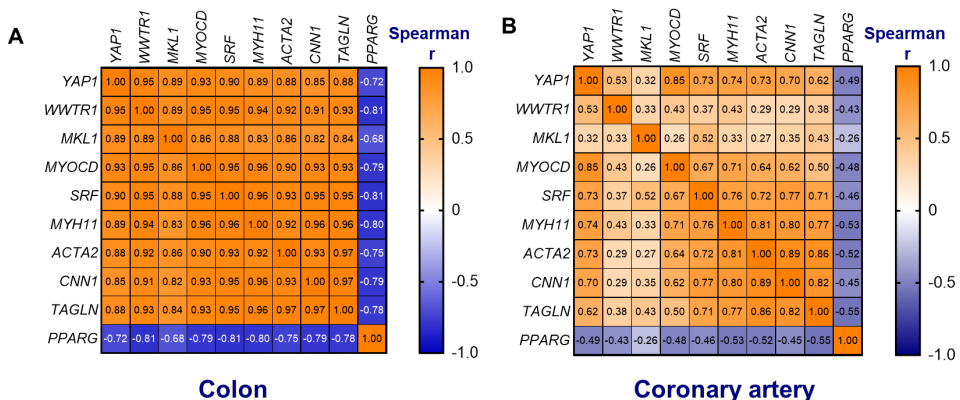 A
YAP1 WWTR1 MKL1 MYOCD SRF MYH11 ACTA2 CNN1 TAGLN PPARG
Spearman
r
YAP1 1.00 0.95 0.89 0.93 0.90 0.89 0.88 0.85 0.88 -0.72
WWTR1 0.95 1.00 0.89 0.95 0.95 0.94 0.92 0.91 0.93 -0.81
MKL1 0.89 0.89 1.00 0.86 0.88 0.83 0.86 0.82 0.84 -0.68
MYOCD 0.93 0.95 0.86 1.00 0.95 0.96 0.90 0.93 0.93 -0.79
SRF 0.90 0.95 0.88 0.95 1.00 0.95 0.93 0.95 0.95 -0.81
MYH11 0.89 0.94 0.83 0.96 0.96 1.00 0.92 0.96 0.96 -0.80
ACTA2 0.88 0.92 0.86 0.90 0.93 0.92 1.00 0.93 0.97 -0.75
CNN1 0.85 0.91 0.82 0.93 0.95 0.96 0.93 1.00 0.97 -0.79
TAGLN 0.88 0.93 0.84 0.93 0.95 0.96 0.97 0.97 1.00 -0.78
PPARG -0.72 -0.81 -0.68 -0.79 -0.81 -0.80 -0.75 -0.79 -0.78 1.00
1.0
0.5
0
-0.5
-1.0
Colon
B
YAP1 WWTR1 MKL1 MYOCD SRF MYH11 ACTA2 CNN1 TAGLN PPARG
Spearman
r
YAP1 1.00 0.53 0.32 0.85 0.73 0.74 0.73 0.70 0.62 -0.49
WWTR1 0.53 1.00 0.33 0.43 0.37 0.43 0.29 0.29 0.38 -0.43
MKL1 0.32 0.33 1.00 0.26 0.52 0.33 0.27 0.35 0.43 -0.26
MYOCD 0.85 0.43 0.26 1.00 0.67 0.71 0.64 0.62 0.50 -0.48
SRF 0.73 0.37 0.52 0.67 1.00 0.76 0.72 0.77 0.71 -0.46
MYH11 0.74 0.43 0.33 0.71 0.76 1.00 0.81 0.80 0.77 -0.53
ACTA2 0.73 0.29 0.27 0.64 0.72 0.81 1.00 0.89 0.86 -0.52
CNN1 0.70 0.29 0.35 0.62 0.77 0.80 0.89 1.00 0.82 -0.45
TAGLN 0.62 0.38 0.43 0.50 0.71 0.77 0.86 0.82 1.00 -0.55
PPARG -0.49 -0.43 -0.26 -0.48 -0.46 -0.53 -0.52 -0.45 -0.55 1.00
1.0
0.5
0
-0.5
-1.0
Coronary artery